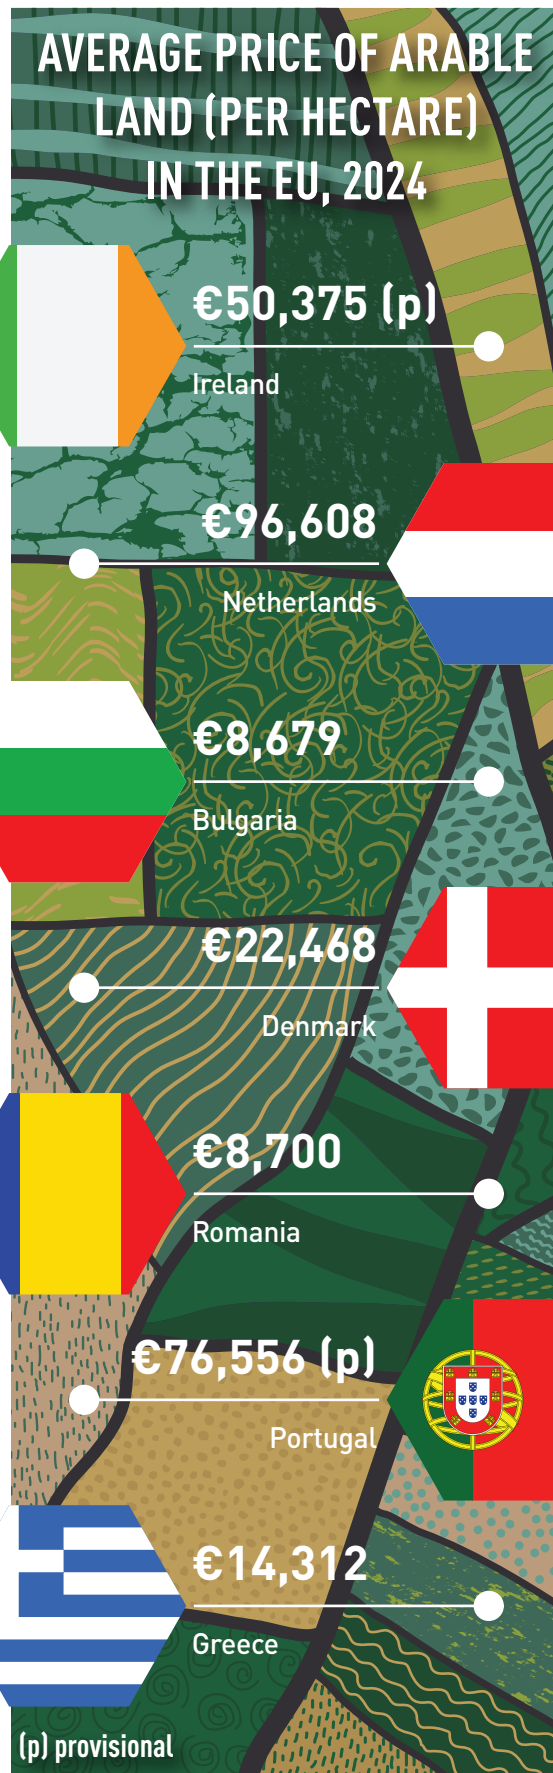 AVERAGE PRICE OF ARABLE
LAND (PER HECTARE)
IN THE EU, 2024
€50,375 (p)
Ireland
€96,608
Netherlands
€8,679
Bulgaria
€22,468
Denmark
€8,700
Romania
€76,556 (p)
Portugal
€14,312
Greece
(p) provisional